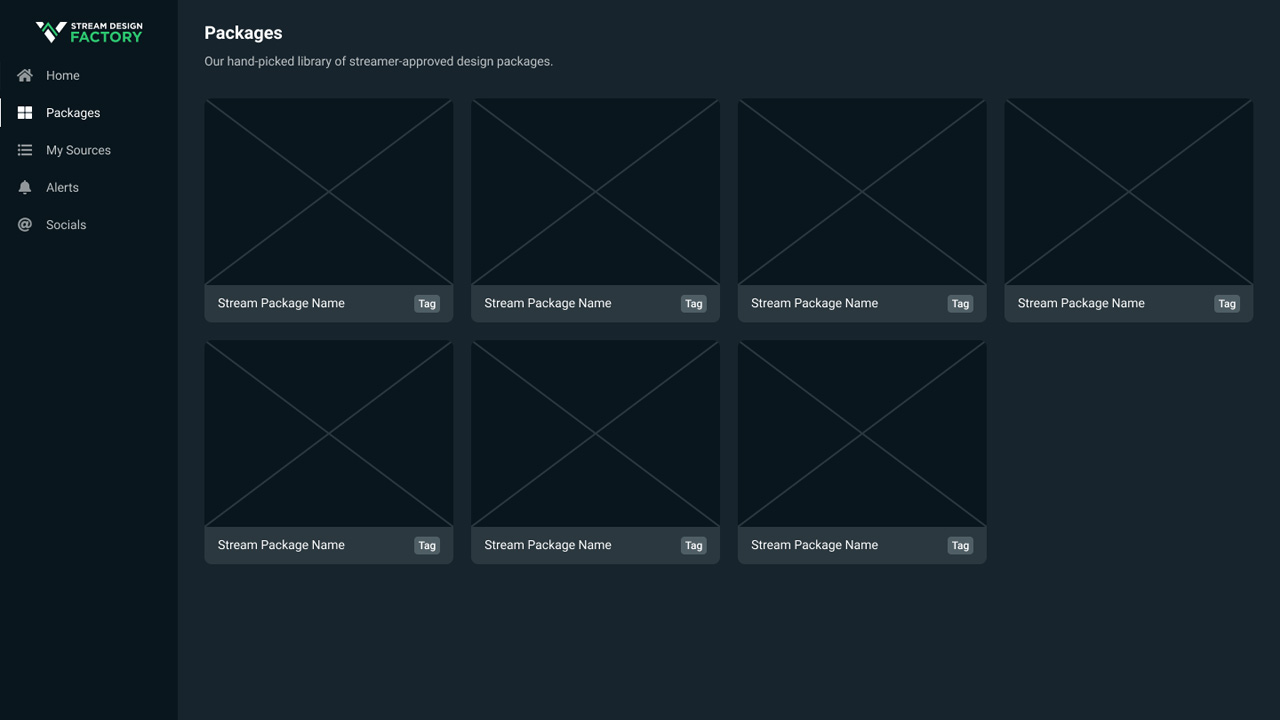 STREAM DESIGN
FACTORY
Home
Packages
My Sources
Alerts
Socials
Packages
Our hand-picked library of streamer-approved design packages.
Stream Package Name Tag
Stream Package Name Tag
Stream Package Name Tag
Stream Package Name Tag
Stream Package Name Tag
Stream Package Name Tag
Stream Package Name Tag